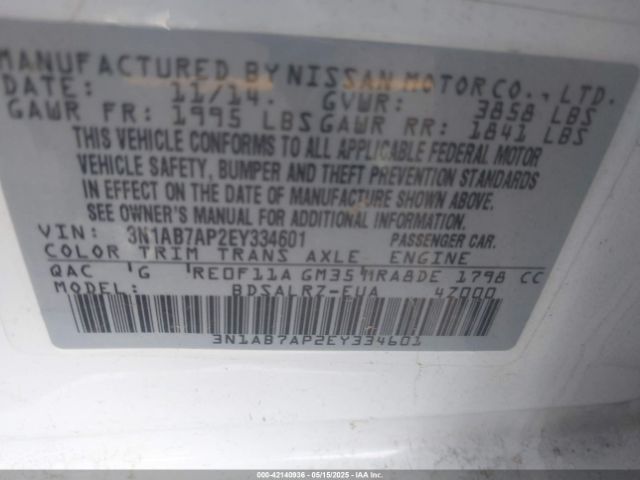 MANUFACTURED BY NISSAN MOTOR CO., LTD.
DATE: 11/14. GVWR: 3858 LBS
GAWR FR: 1995 LBS GAWR RR: 1841 LBS
THIS VEHICLE CONFORMS TO ALL APPLICABLE FEDERAL MOTOR
VEHICLE SAFETY, BUMPER AND THEFT PREVENTION STANDARDS
IN EFFECT ON THE DATE OF MANUFACTURE SHOWN ABOVE.
SEE OWNER'S MANUAL FOR ADDITIONAL INFORMATION.
VIN: 3N1AB7AP2EY334601 PASSENGER CAR.
COLOR TRIM TRANS AXLE ENGINE
QAC G RE0F11A GM35 MRA8DE 1798 CC
MODEL: BDSALRZ-EUA 47000
3N1AB7AP2EY334601
000-42140936 - 05/15/2025 - IAAI.COM